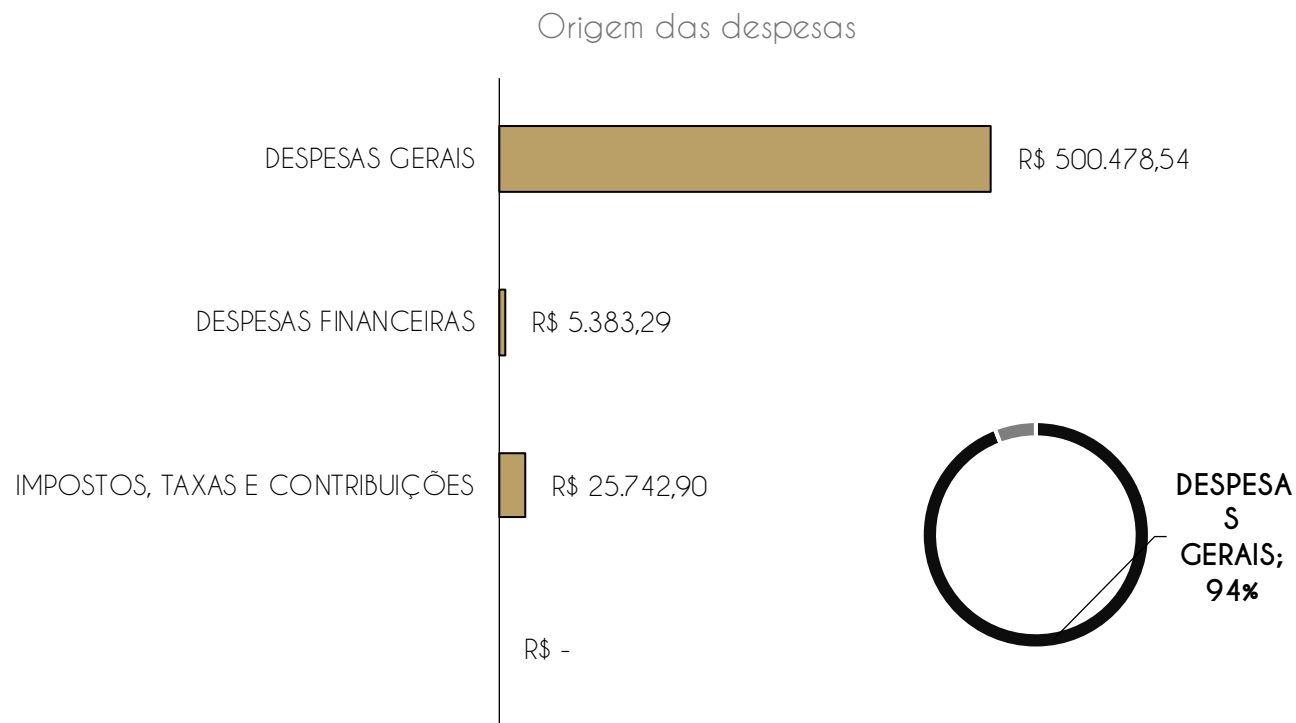 Origem das despesas
DESPESAS GERAIS
R$ 500.478,54
DESPESAS FINANCEIRAS
R$ 5.383,29
IMPOSTOS, TAXAS E CONTRIBUIÇÕES
R$ 25.742,90
DESPESA
S
GERAIS;
94%
R$ -